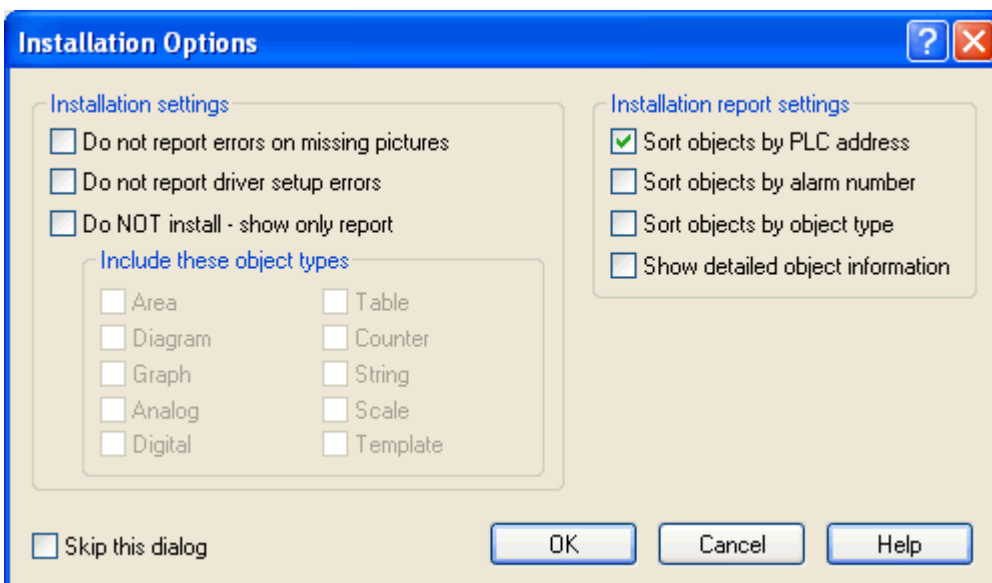 Installation Options
Installation settings
Do not report errors on missing pictures
Do not report driver setup errors
Do NOT install - show only report
Include these object types
Area
Table
Diagram
Counter
Graph
String
Analog
Scale
Digital
Template
Installation report settings
Sort objects by PLC address
Sort objects by alarm number
Sort objects by object type
Show detailed object information
Skip this dialog
OK
Cancel
Help